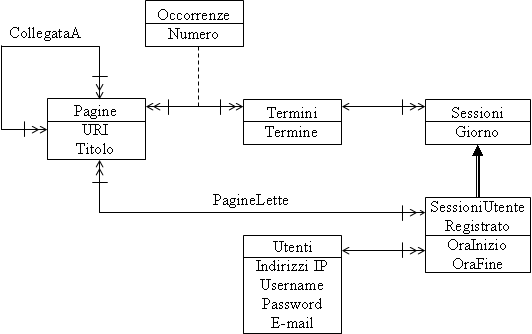 Occorrenze
Numero
CollegataA
Pagine
URI
Titolo
Termini
Termine
Sessioni
Giorno
PagineLette
SessioniUtente
Registrato
OraInizio
OraFine
Utenti
Indirizzi IP
Username
Password
E-mail